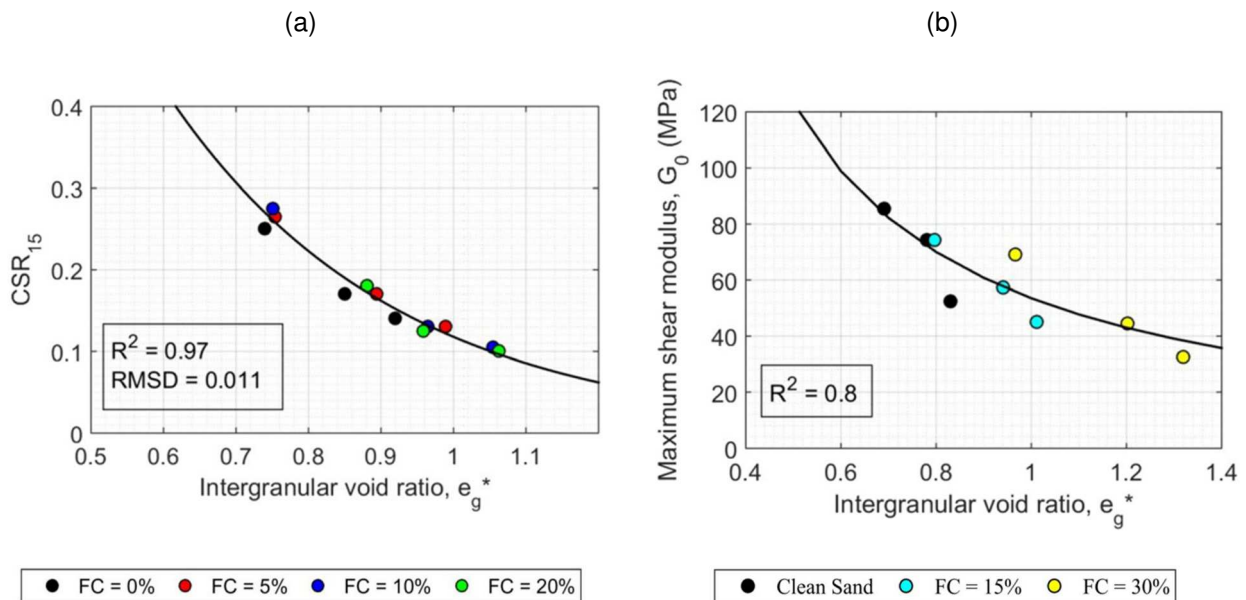 (a)
(b)
0.4
0.3
0.2
0.1
0
CSR15
R2 = 0.97
RMSD = 0.011
0.5 0.6 0.7 0.8 0.9 1 1.1
Intergranular void ratio, eg*
FC = 0% FC = 5% FC = 10% FC = 20%
120
100
80
60
40
20
0
Maximum shear modulus, G0 (MPa)
R2 = 0.8
0.4 0.6 0.8 1 1.2 1.4
Intergranular void ratio, eg*
Clean Sand FC = 15% FC = 30%